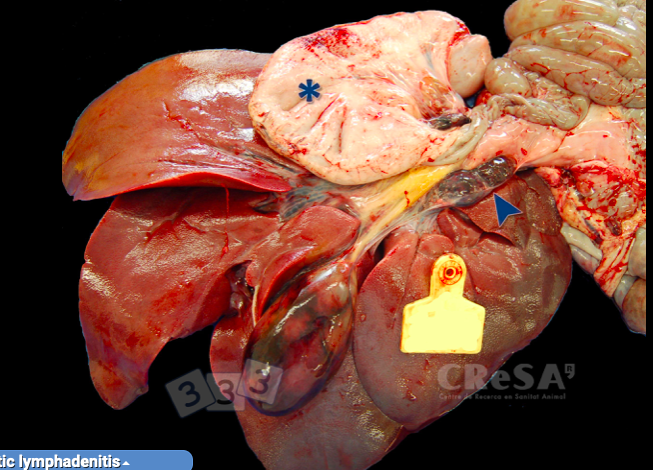 333
CReSA
Centre de Recerca en Sanitat Animal
tic lymphadenitis